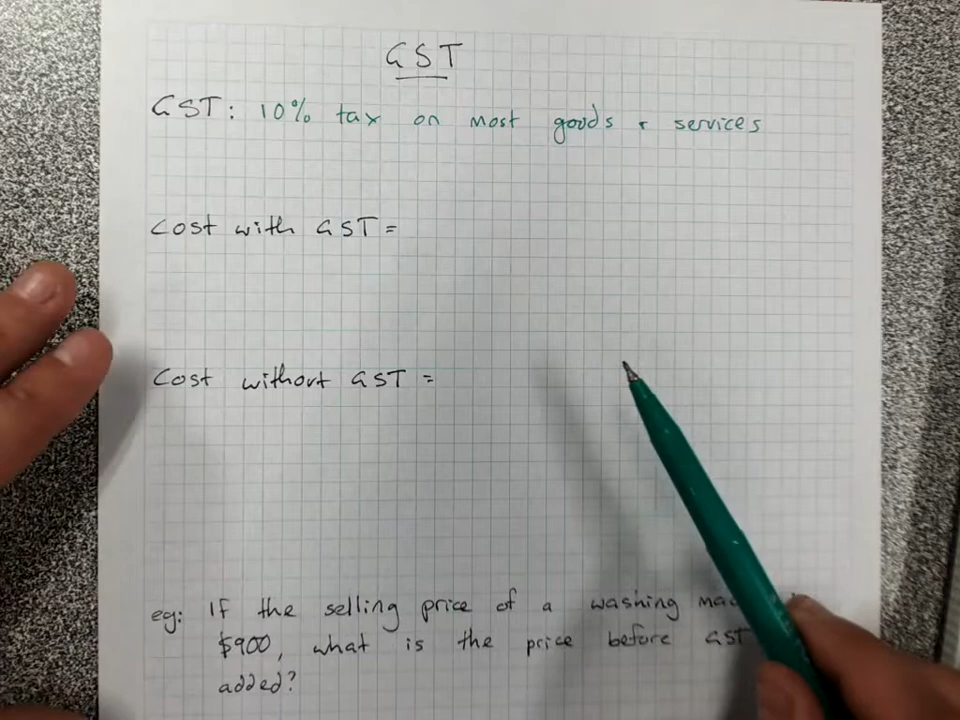 GST
GST: 10% tax on most goods + services
Cost with GST =
Cost without GST =
eg: If the selling price of a washing
$900, what is the price before GST
added?